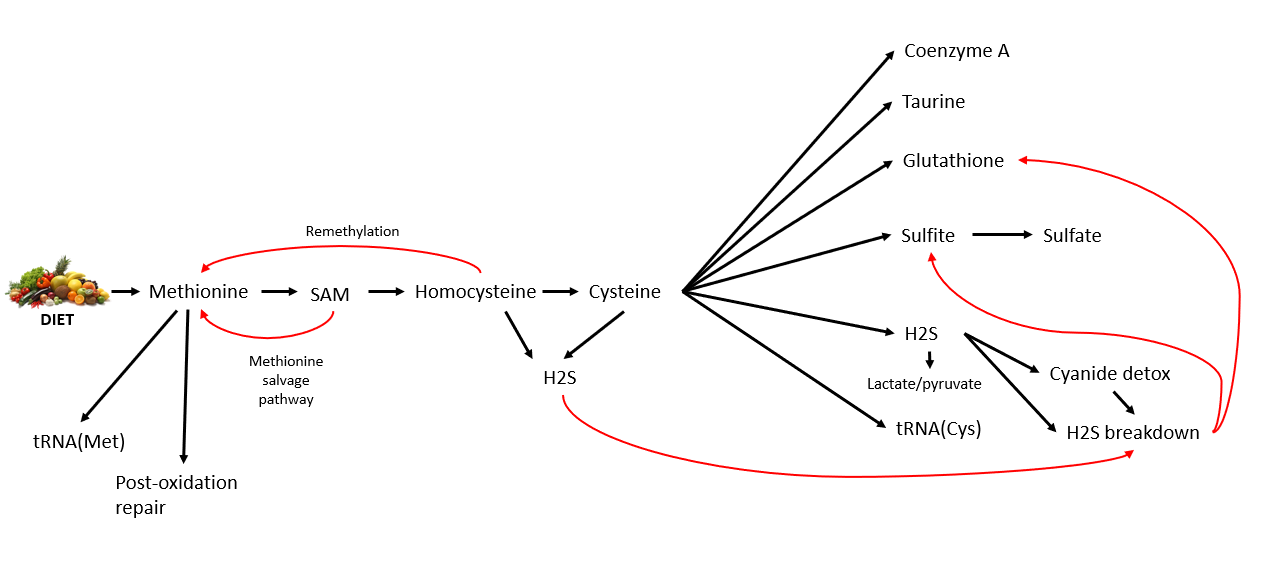 Coenzyme A
Taurine
Glutathione
Remethylation
Sulfite
Sulfate
DIET
Methionine
SAM
Homocysteine
Cysteine
H2S
Lactate/pyruvate
Cyanide detox
H2S breakdown
tRNA(Cys)
Methionine
salvage
pathway
H2S
tRNA(Met)
Post-oxidation
repair